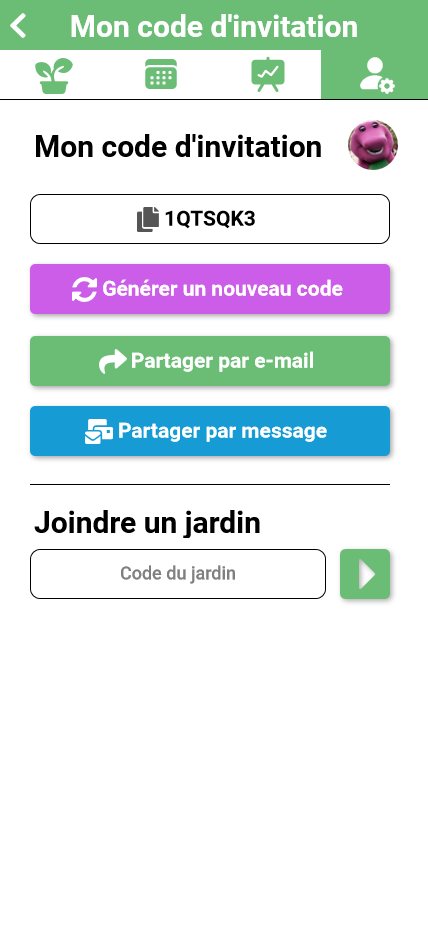 Mon code d'invitation
Mon code d'invitation
1QTSQK3
Générer un nouveau code
Partager par e-mail
Partager par message
Joindre un jardin
Code du jardin